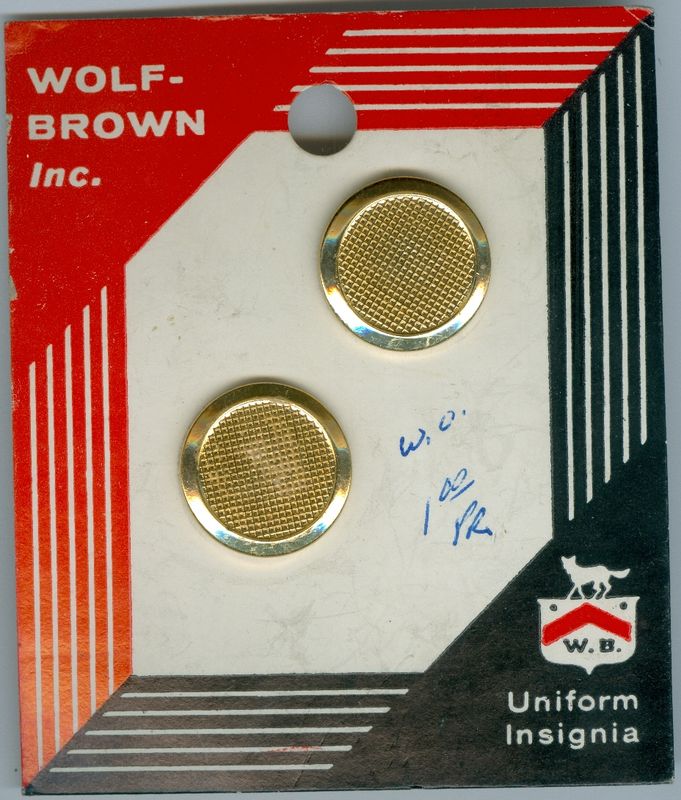 WOLF-
BROWN
Inc.
w.o.
1 00
PR.
W.B.
Uniform
Insignia